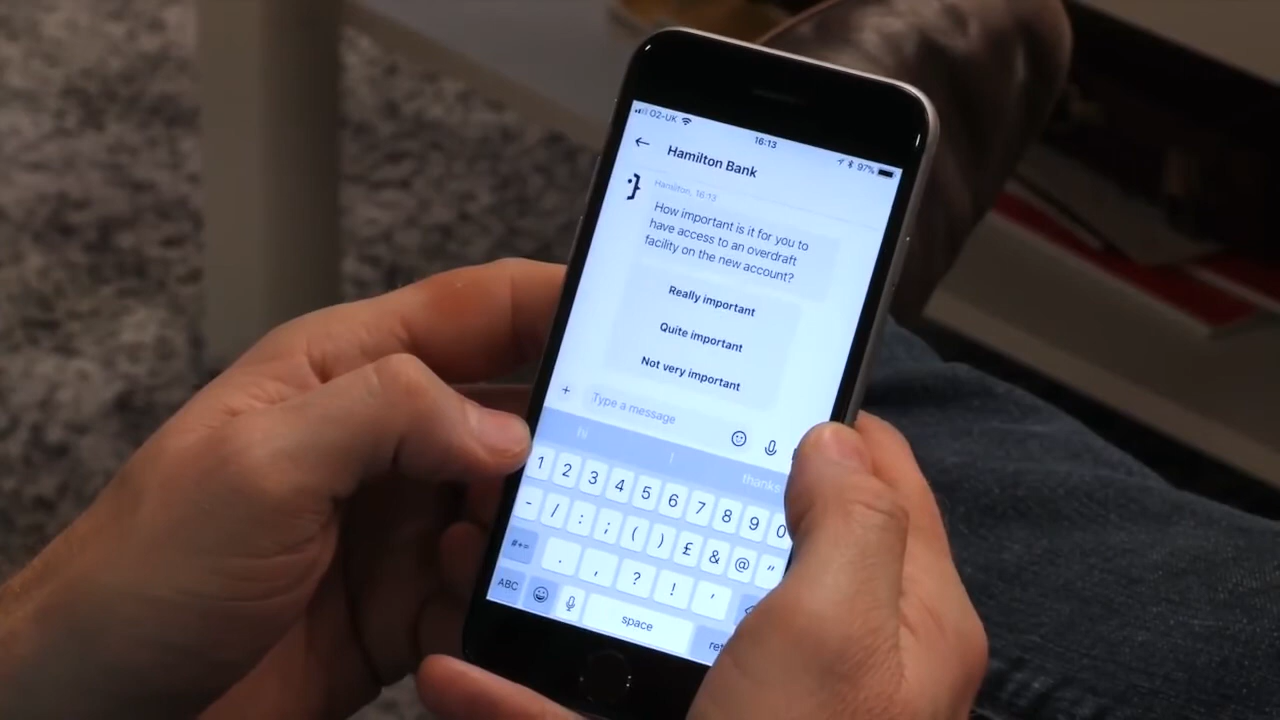 O2-UK
16:13
97%
Hamilton Bank
Hamilton, 16:13
How important is it for you to
have access to an overdraft
facility on the new account?
Really important
Quite important
Not very important
Type a message
hi
!
thanks
1 2 3 4 5 6 7 8 9 0
- / : ; ( ) £ & @ "
#+= . , ? ! '
ABC space